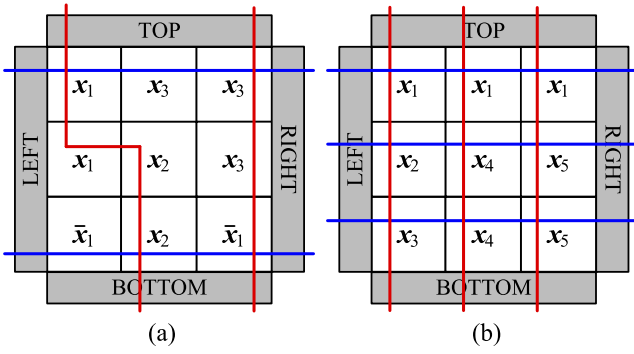 TOP TOP
x₁ x₃ x₃ x₁ x₁ x₁
LEFT x₁ x₂ x₃ RIGHT LEFT x₂ x₄ x₅ RIGHT
x̄₁ x₂ x̄₁ x₃ x₄ x₅
BOTTOM BOTTOM
(a) (b)